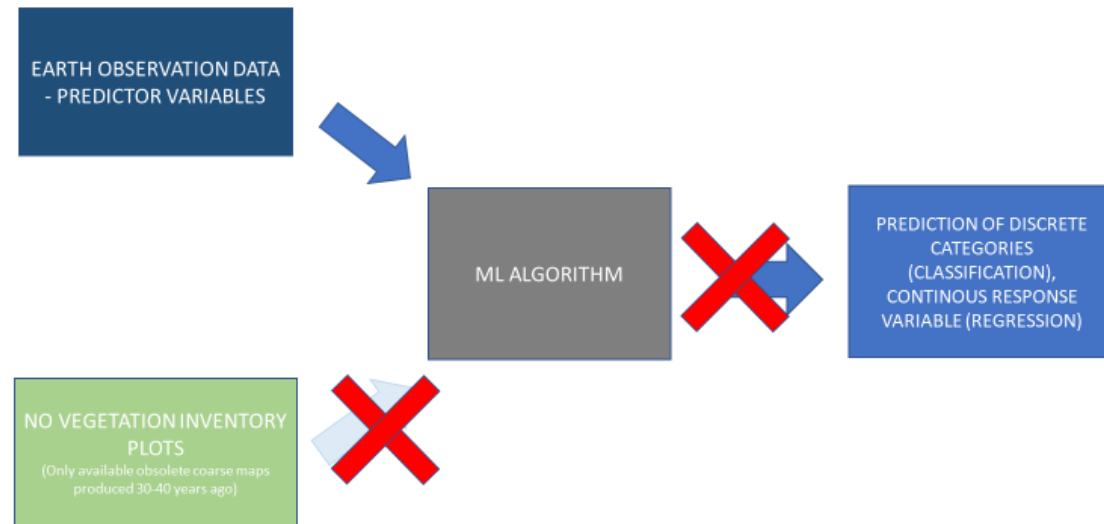 EARTH OBSERVATION DATA
- PREDICTOR VARIABLES
ML ALGORITHM
PREDICTION OF DISCRETE
CATEGORIES
(CLASSIFICATION),
CONTINOUS RESPONSE
VARIABLE (REGRESSION)
NO VEGETATION INVENTORY
PLOTS
(Only available obsolete coarse maps
produced 30-40 years ago)